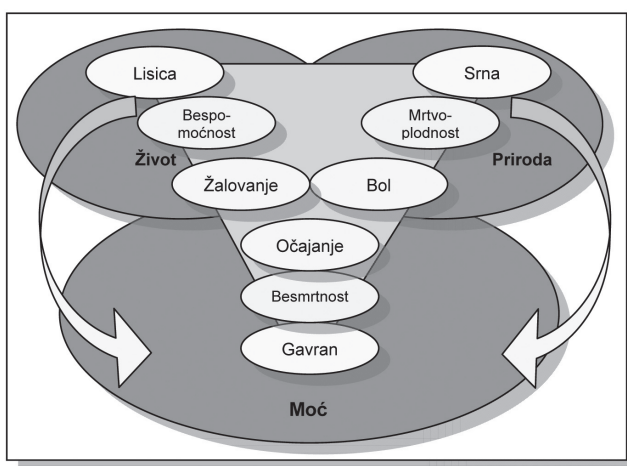 Lisica
Srna
Bespo-
moćnost
Mrtvo-
plodnost
Život
Priroda
Žalovanje
Bol
Očajanje
Besmrtnost
Gavran
Moć